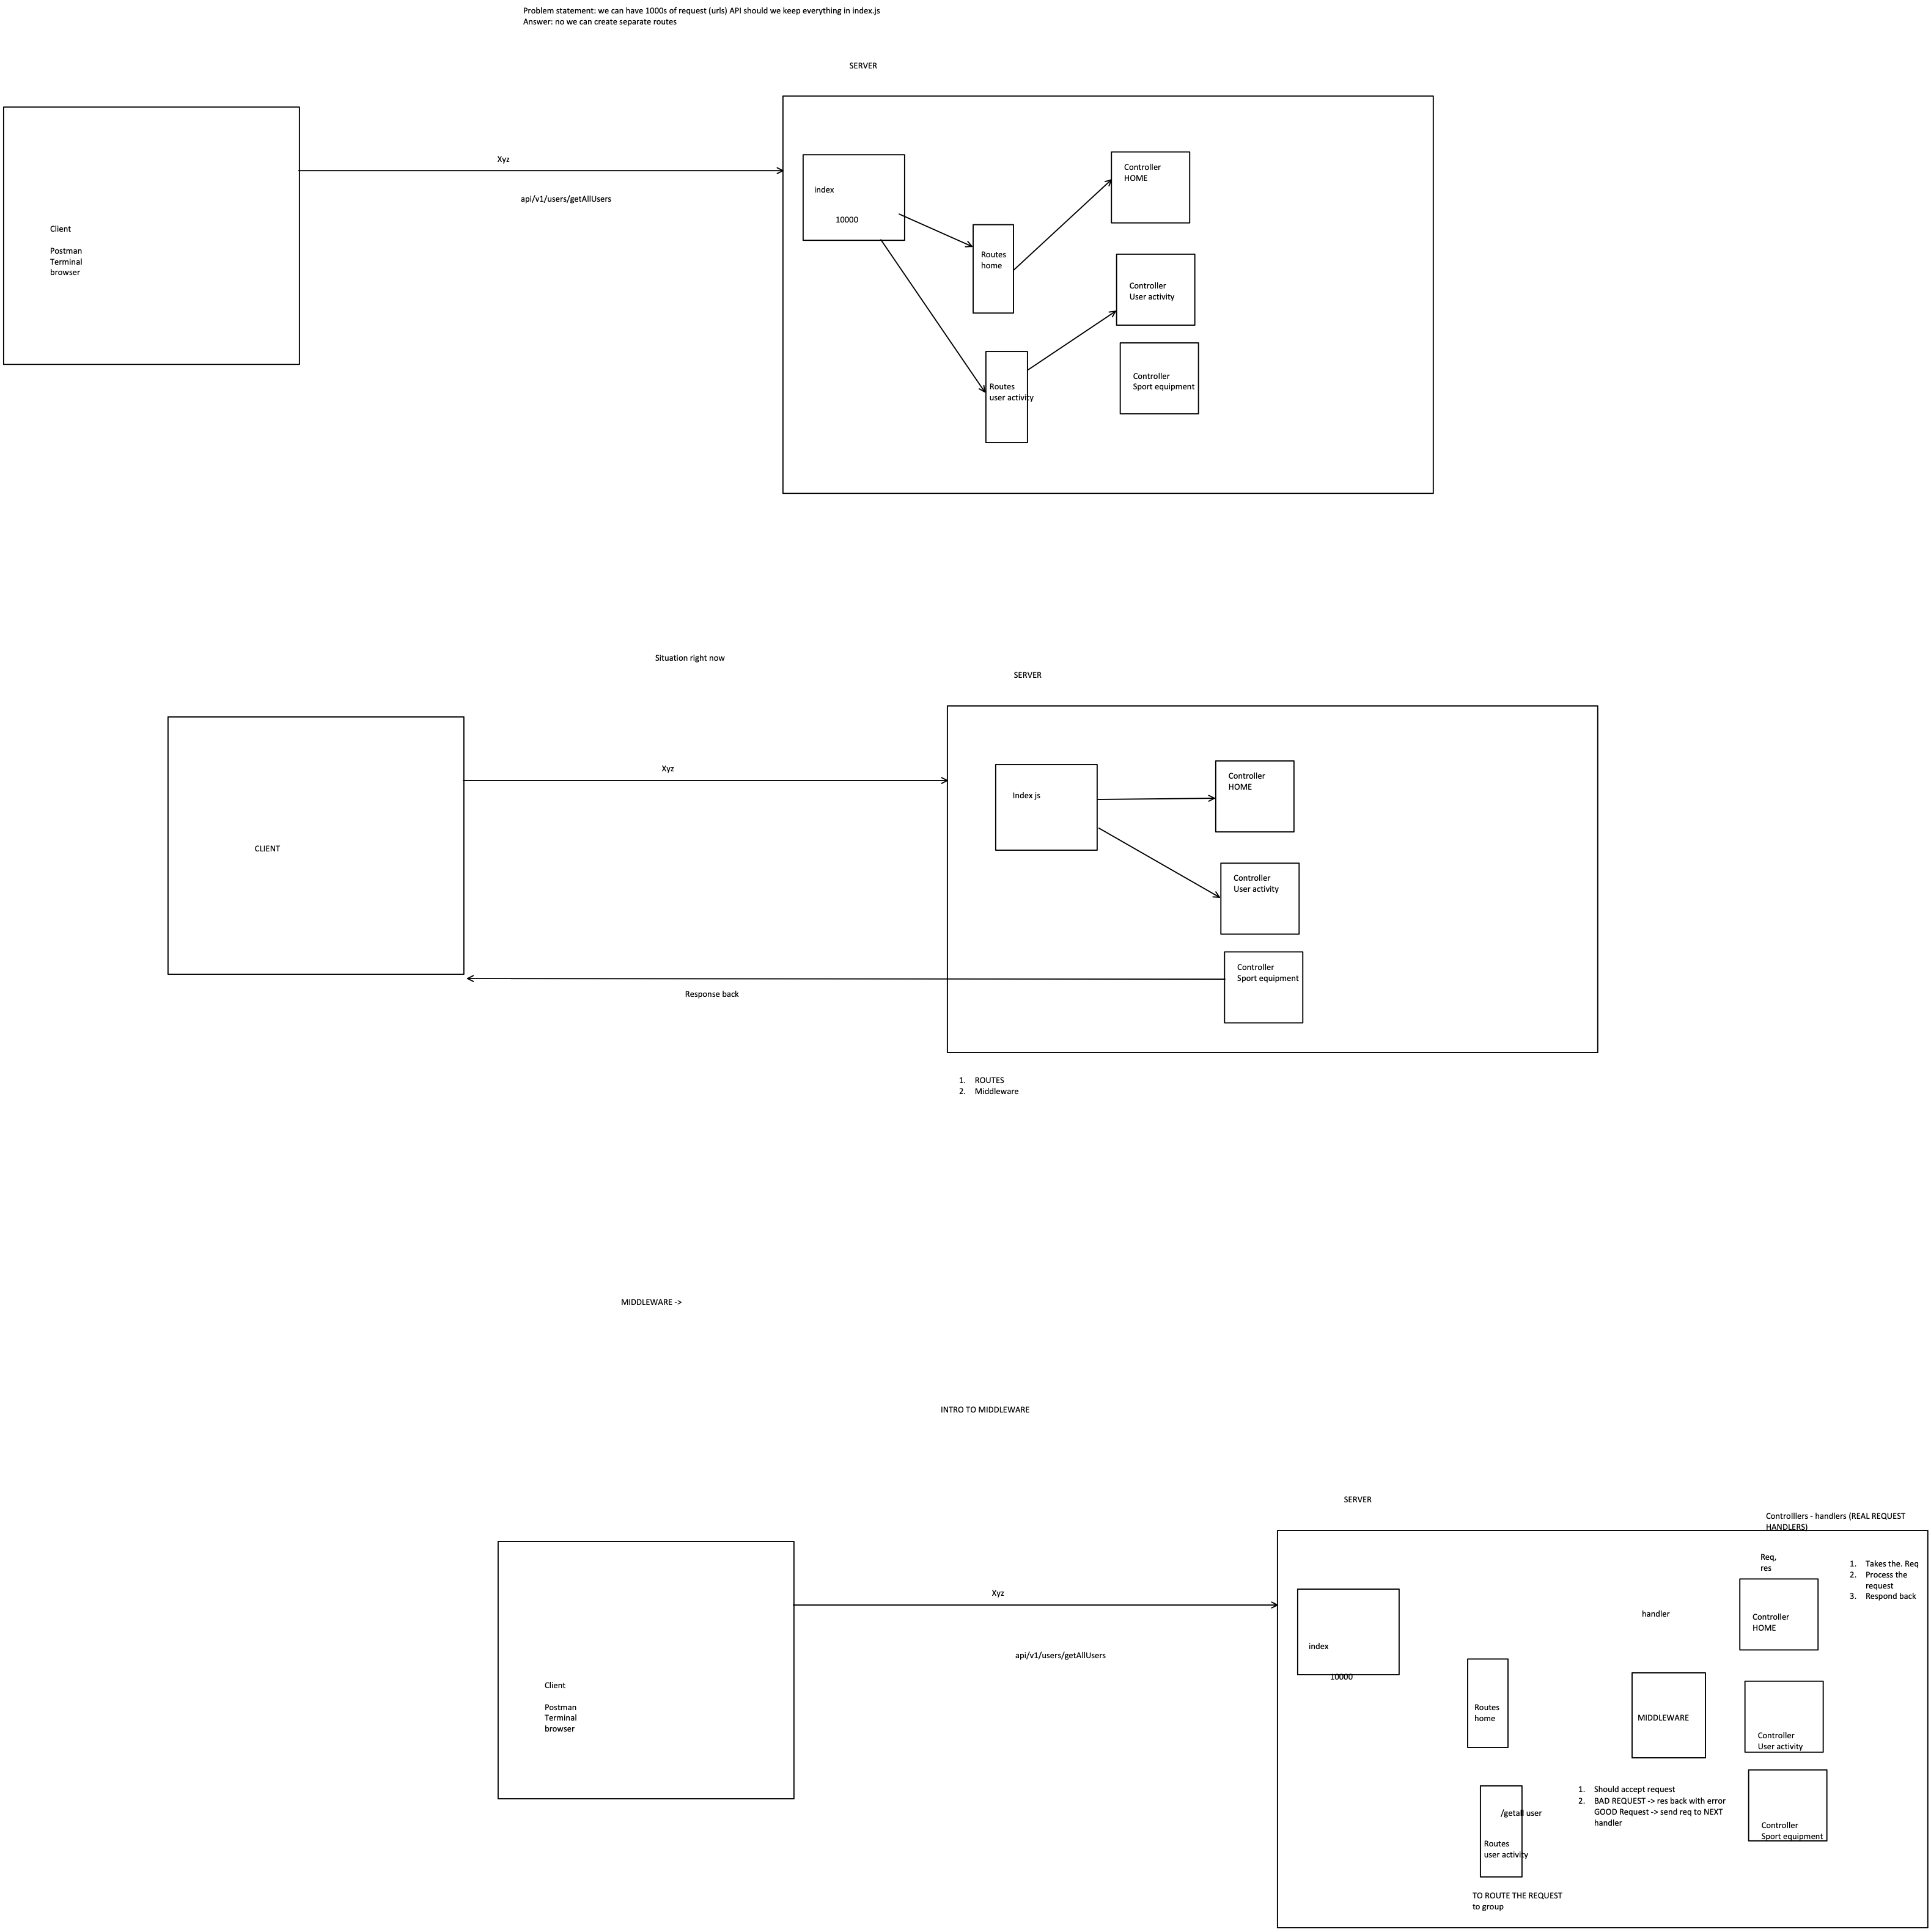 Problem statement: we can have 1000s of request (urls) API should we keep everything in index.js
Answer: no we can create separate routes
SERVER
Xyz
api/v1/users/getAllUsers
Client
Postman
Terminal
browser
index
10000
Routes
home
Routes
user activity
Controller
HOME
Controller
User activity
Controller
Sport equipment
Situation right now
SERVER
CLIENT
Xyz
Response back
Index js
Controller
HOME
Controller
User activity
Controller
Sport equipment
1. ROUTES
2. Middleware
MIDDLEWARE ->
INTRO TO MIDDLEWARE
SERVER
Controlllers - handlers (REAL REQUEST
HANDLERS)
Client
Postman
Terminal
browser
Xyz
api/v1/users/getAllUsers
index
10000
Routes
home
/getall user
Routes
user activity
TO ROUTE THE REQUEST
to group
handler
MIDDLEWARE
1. Should accept request
2. BAD REQUEST -> res back with error
GOOD Request -> send req to NEXT
handler
Req,
res
Controller
HOME
Controller
User activity
Controller
Sport equipment
1. Takes the. Req
2. Process the
request
3. Respond back